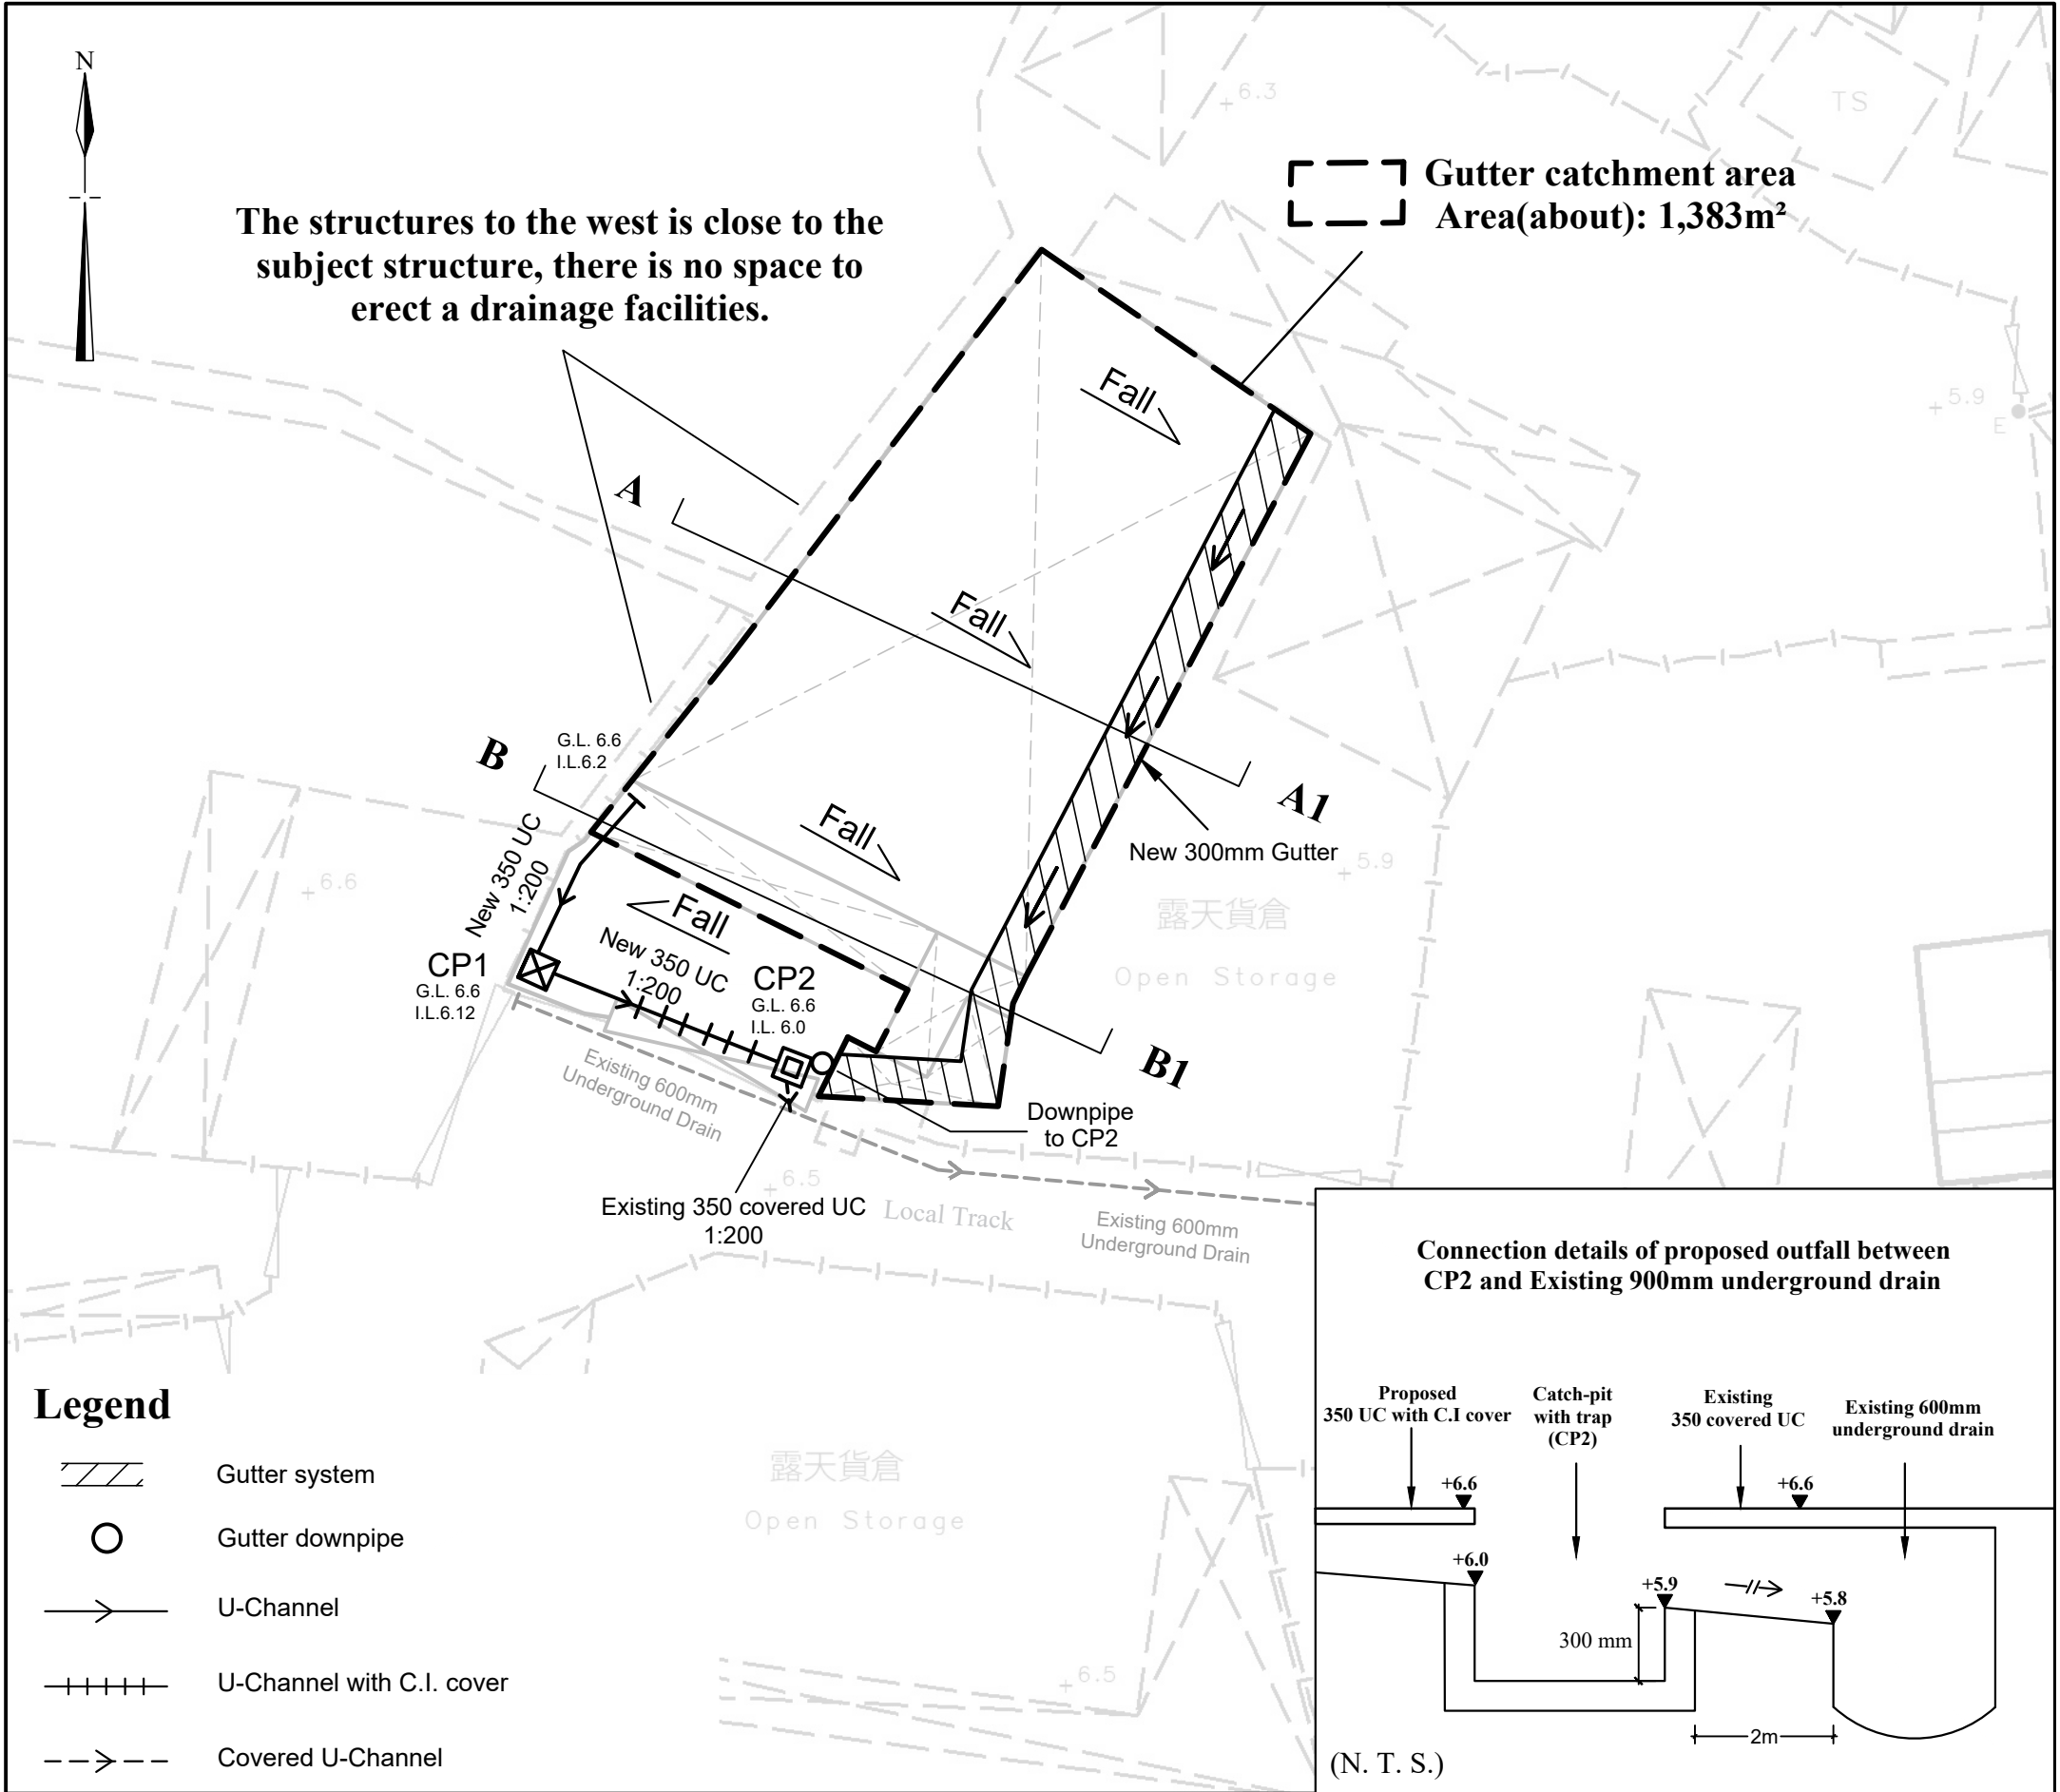 N
+6.3
TS
Gutter catchment area
Area(about): 1,383m²
The structures to the west is close to the
subject structure, there is no space to
erect a drainage facilities.
Fall
+5.9
E
A
Fall
B
G.L. 6.6
I.L.6.2
A1
Fall
New 300mm Gutter
+5.9
+6.6
New 350 UC
1:200
露天貨倉
Open Storage
Fall
New 350 UC
1:200
CP1
G.L. 6.6
I.L.6.12
CP2
G.L. 6.6
I.L. 6.0
B1
Existing 600mm
Underground Drain
Downpipe
to CP2
+6.5
Existing 350 covered UC
1:200
Local Track
Existing 600mm
Underground Drain
Connection details of proposed outfall between
CP2 and Existing 900mm underground drain
Proposed
350 UC with C.I cover
Catch-pit
with trap
(CP2)
Existing
350 covered UC
Existing 600mm
underground drain
+6.6
+6.6
+6.0
+5.9
+5.8
300 mm
2m
(N. T. S.)
露天貨倉
Open Storage
+6.5
Legend
Gutter system
Gutter downpipe
U-Channel
U-Channel with C.I. cover
Covered U-Channel